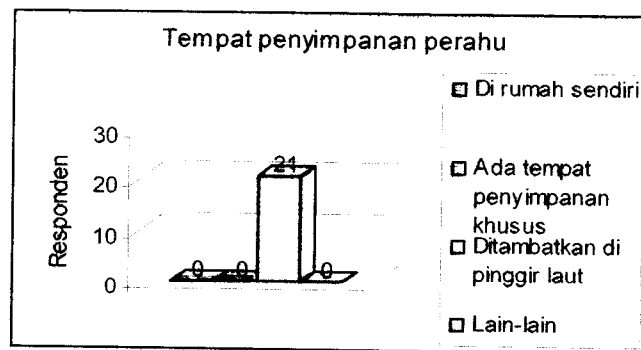 Tempat penyimpanan perahu
Responden
30
20
10
0
0
0
21
0
Di rumah sendiri
Ada tempat
penyimpanan
khusus
Ditambatkan di
pinggir laut
Lain-lain